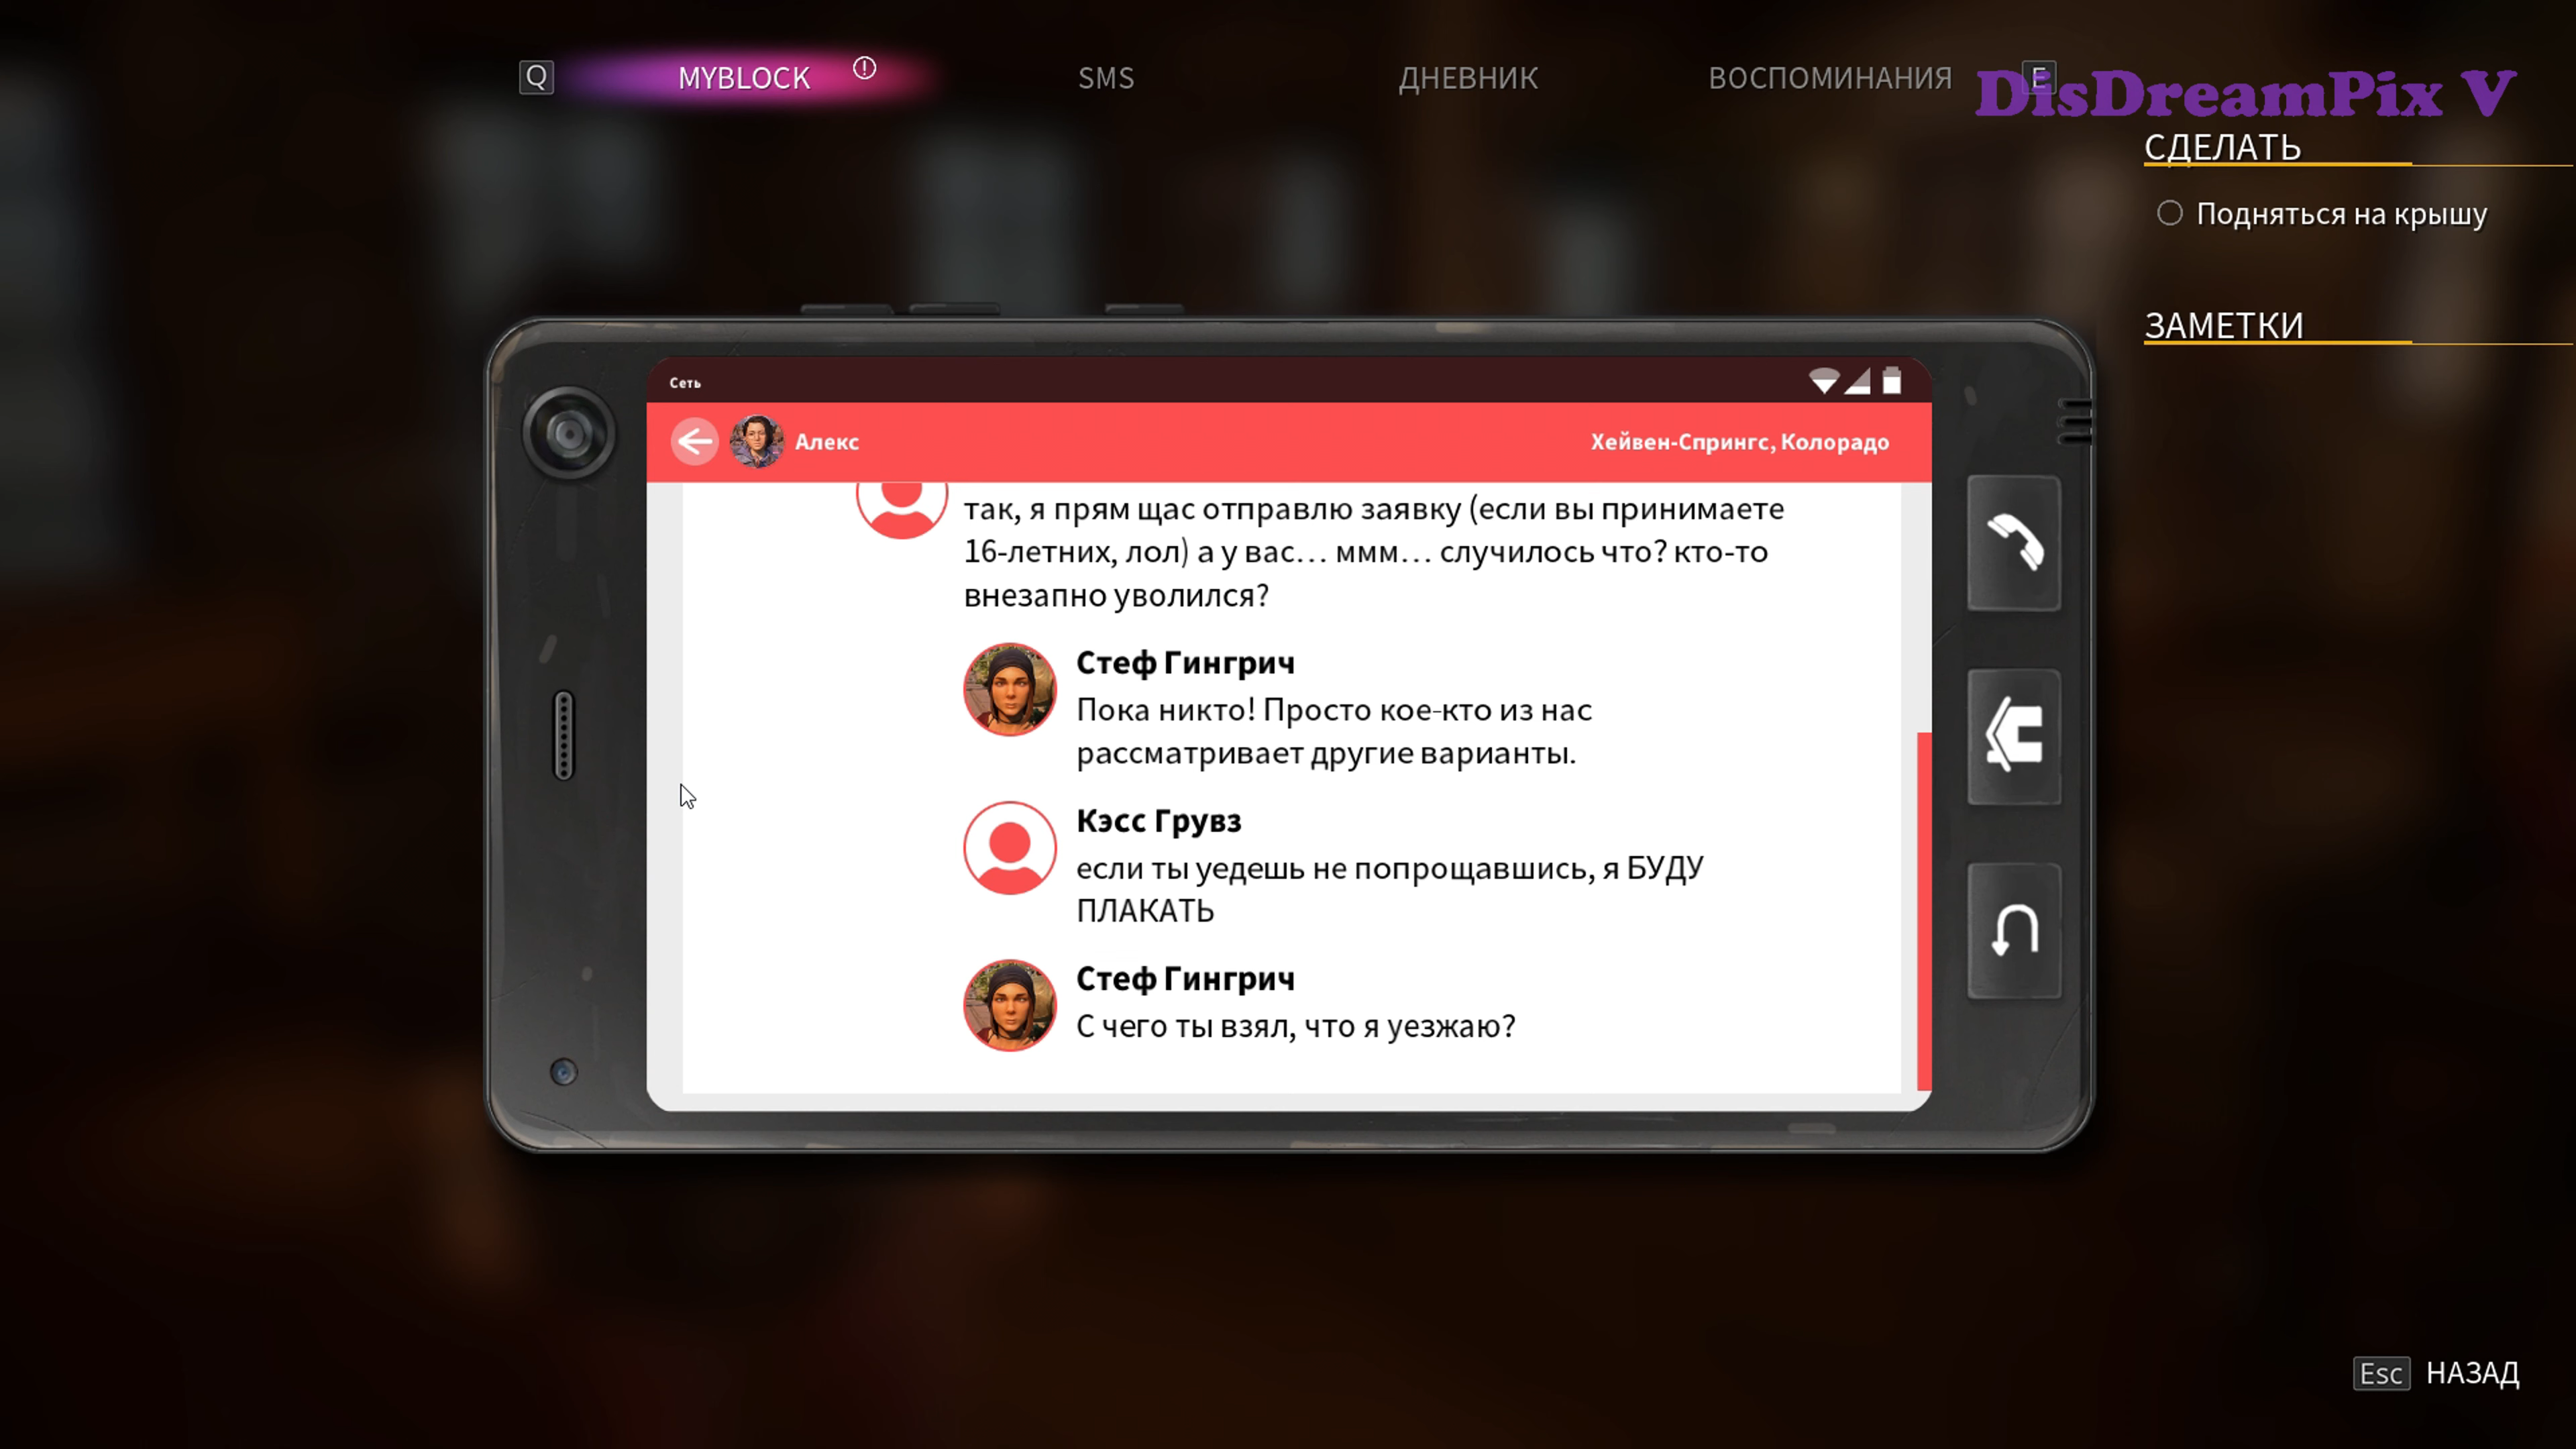 Q
MYBLOCK
SMS
ДНЕВНИК
ВОСПОМИНАНИЯ
E
DisDreamPix V
СДЕЛАТЬ
Подняться на крышу
ЗАМЕТКИ
Сеть
Алекс
Хейвен-Спрингс, Колорадо
так, я прям щас отправлю заявку (если вы принимаете
16-летних, лол) а у вас… ммм… случилось что? кто-то
внезапно уволился?
Стеф Гингрич
Пока никто! Просто кое-кто из нас
рассматривает другие варианты.
Кэсс Грувз
если ты уедешь не попрощавшись, я БУДУ
ПЛАКАТЬ
Стеф Гингрич
С чего ты взял, что я уезжаю?
Esc НАЗАД